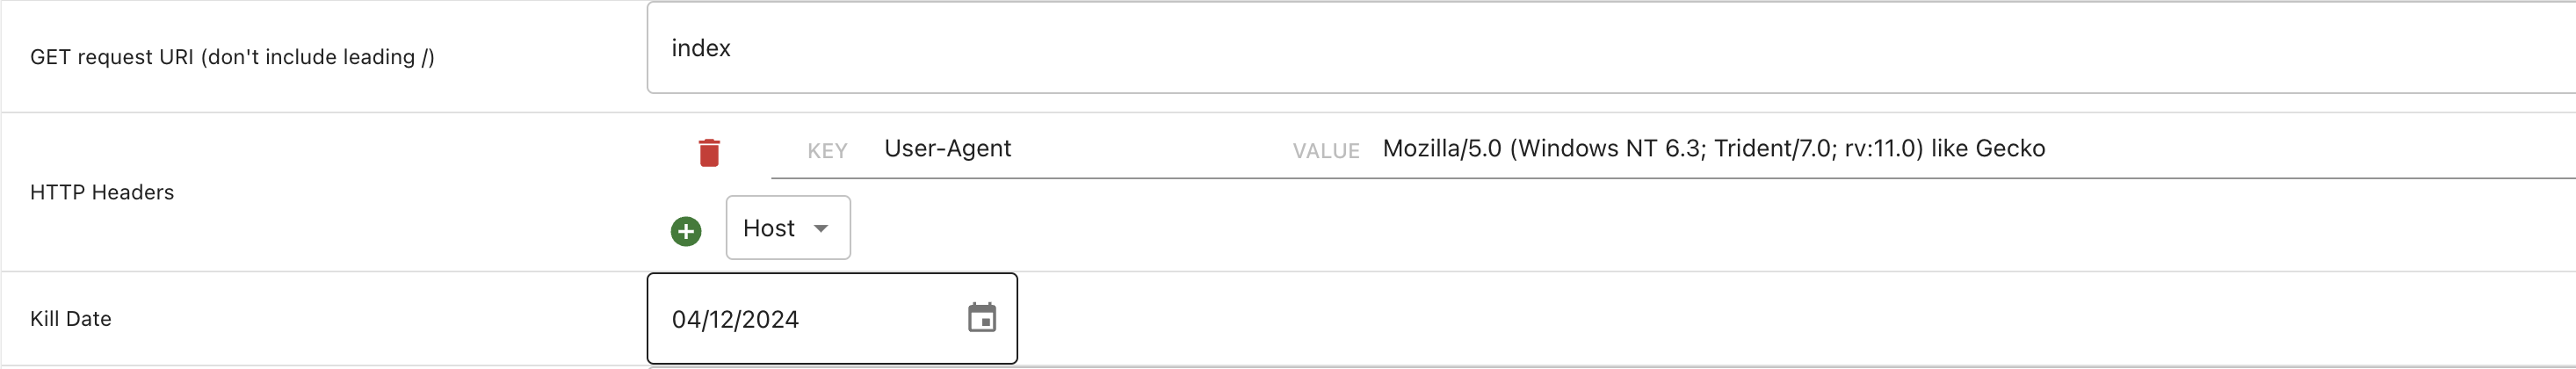 GET request URI (don't include leading /)
index
HTTP Headers
KEY User-Agent VALUE Mozilla/5.0 (Windows NT 6.3; Trident/7.0; rv:11.0) like Gecko
Host
Kill Date
04/12/2024